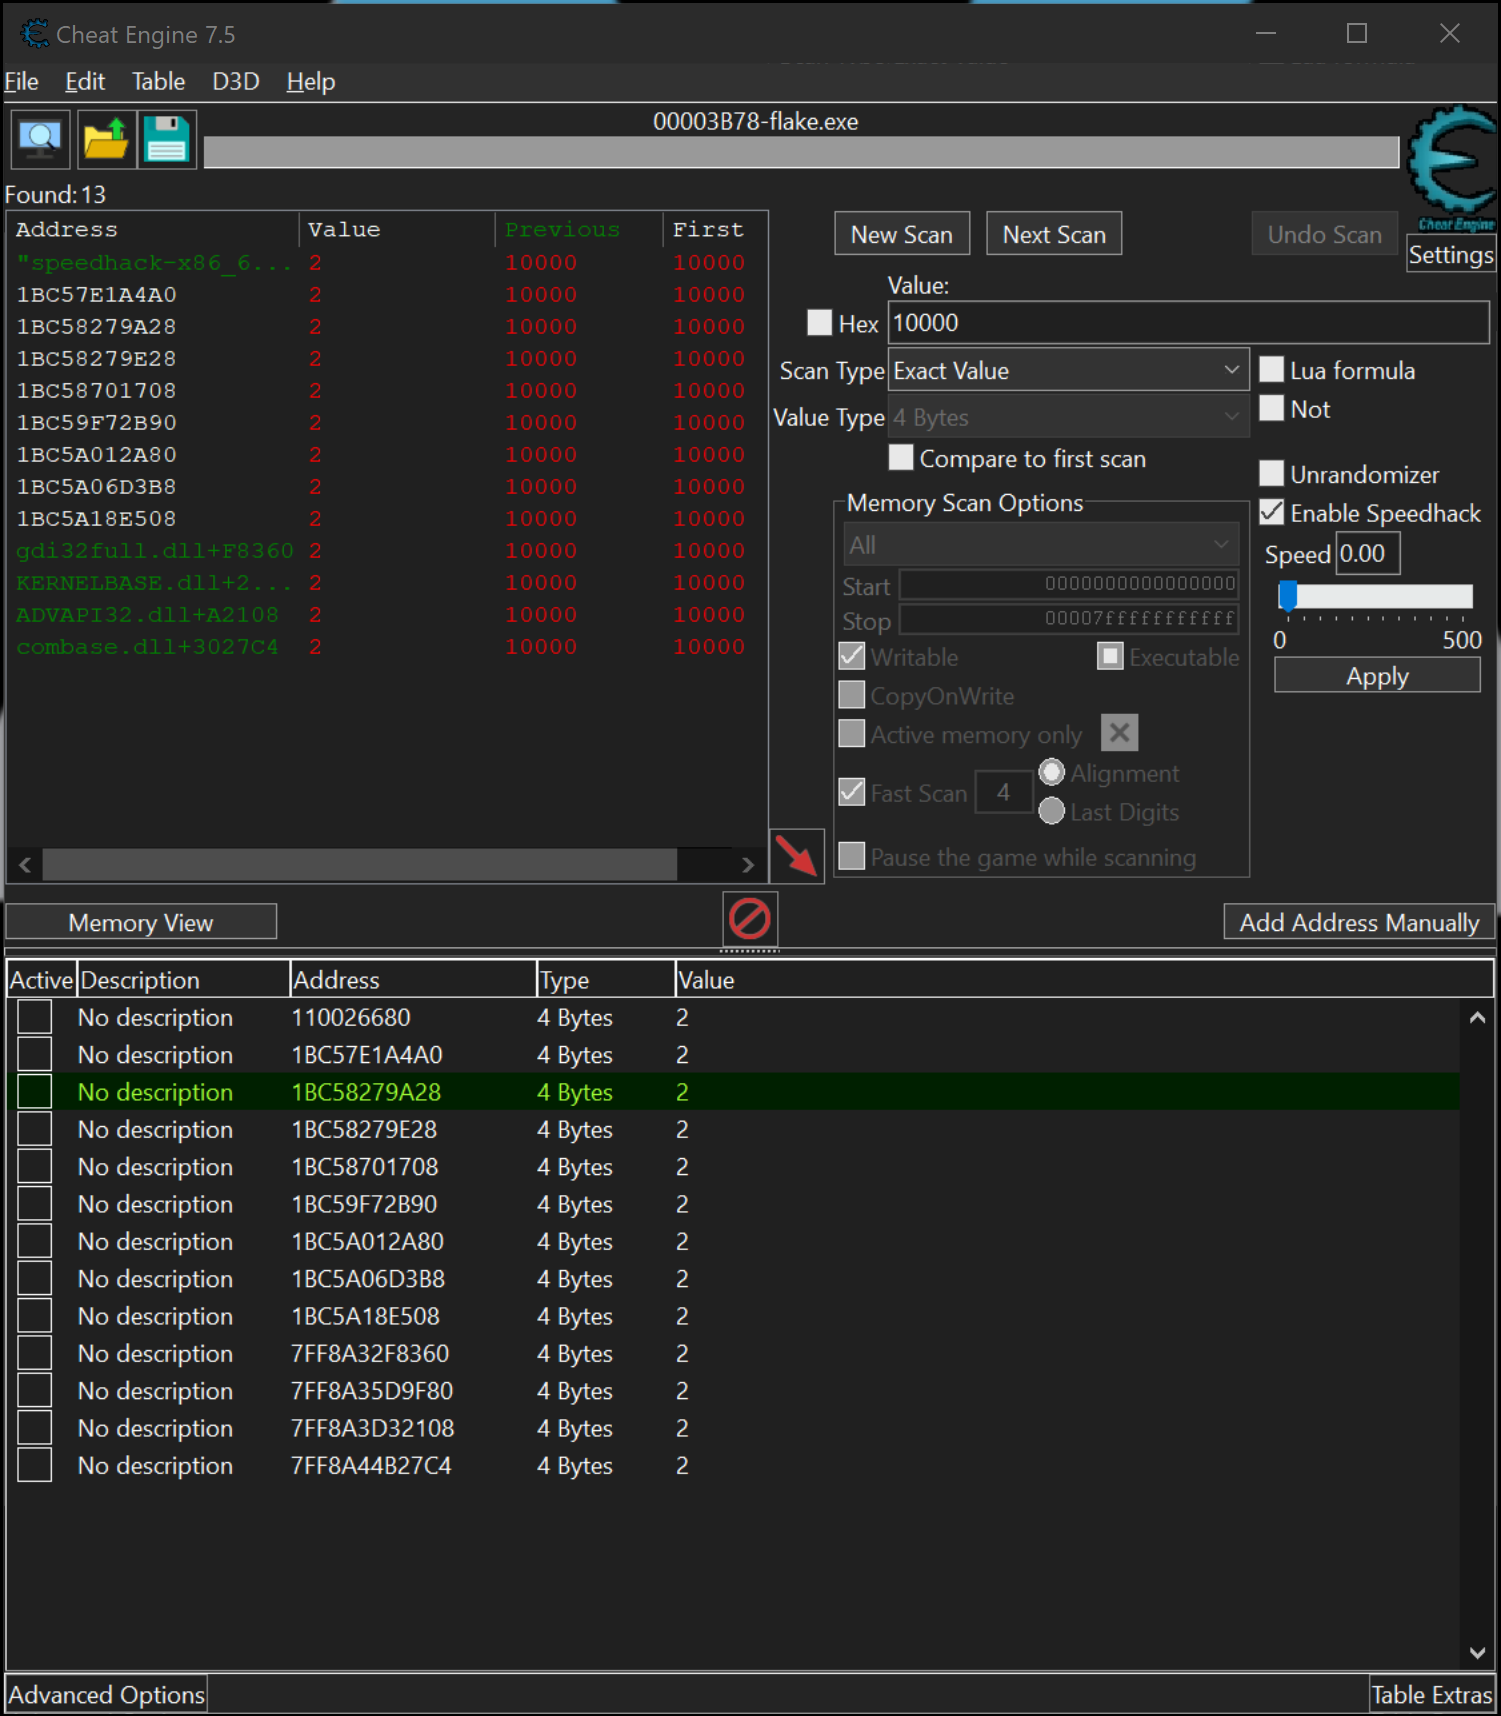 Cheat Engine 7.5
File Edit Table D3D Help
00003B78-flake.exe
Cheat Engine
Found: 13
Address Value Previous First
"speedhack-x86_6... 2 10000 10000
1BC57E1A4A0 2 10000 10000
1BC58279A28 2 10000 10000
1BC58279E28 2 10000 10000
1BC58701708 2 10000 10000
1BC59F72B90 2 10000 10000
1BC5A012A80 2 10000 10000
1BC5A06D3B8 2 10000 10000
1BC5A18E508 2 10000 10000
gdi32full.dll+F8360 2 10000 10000
KERNELBASE.dll+2... 2 10000 10000
ADVAPI32.dll+A2108 2 10000 10000
combase.dll+3027C4 2 10000 10000
New Scan Next Scan Undo Scan
Settings
Value:
Hex 10000
Scan Type Exact Value
Lua formula
Value Type 4 Bytes
Not
Compare to first scan
Unrandomizer
Memory Scan Options
Enable Speedhack
All
Speed 0.00
Start 0000000000000000
Stop 00007fffffffffff
0 500
Writable Executable
Apply
CopyOnWrite
Active memory only
Fast Scan 4 Alignment
Last Digits
Pause the game while scanning
Memory View Add Address Manually
Active Description Address Type Value
No description 110026680 4 Bytes 2
No description 1BC57E1A4A0 4 Bytes 2
No description 1BC58279A28 4 Bytes 2
No description 1BC58279E28 4 Bytes 2
No description 1BC58701708 4 Bytes 2
No description 1BC59F72B90 4 Bytes 2
No description 1BC5A012A80 4 Bytes 2
No description 1BC5A06D3B8 4 Bytes 2
No description 1BC5A18E508 4 Bytes 2
No description 7FF8A32F8360 4 Bytes 2
No description 7FF8A35D9F80 4 Bytes 2
No description 7FF8A3D32108 4 Bytes 2
No description 7FF8A44B27C4 4 Bytes 2
Advanced Options Table Extras